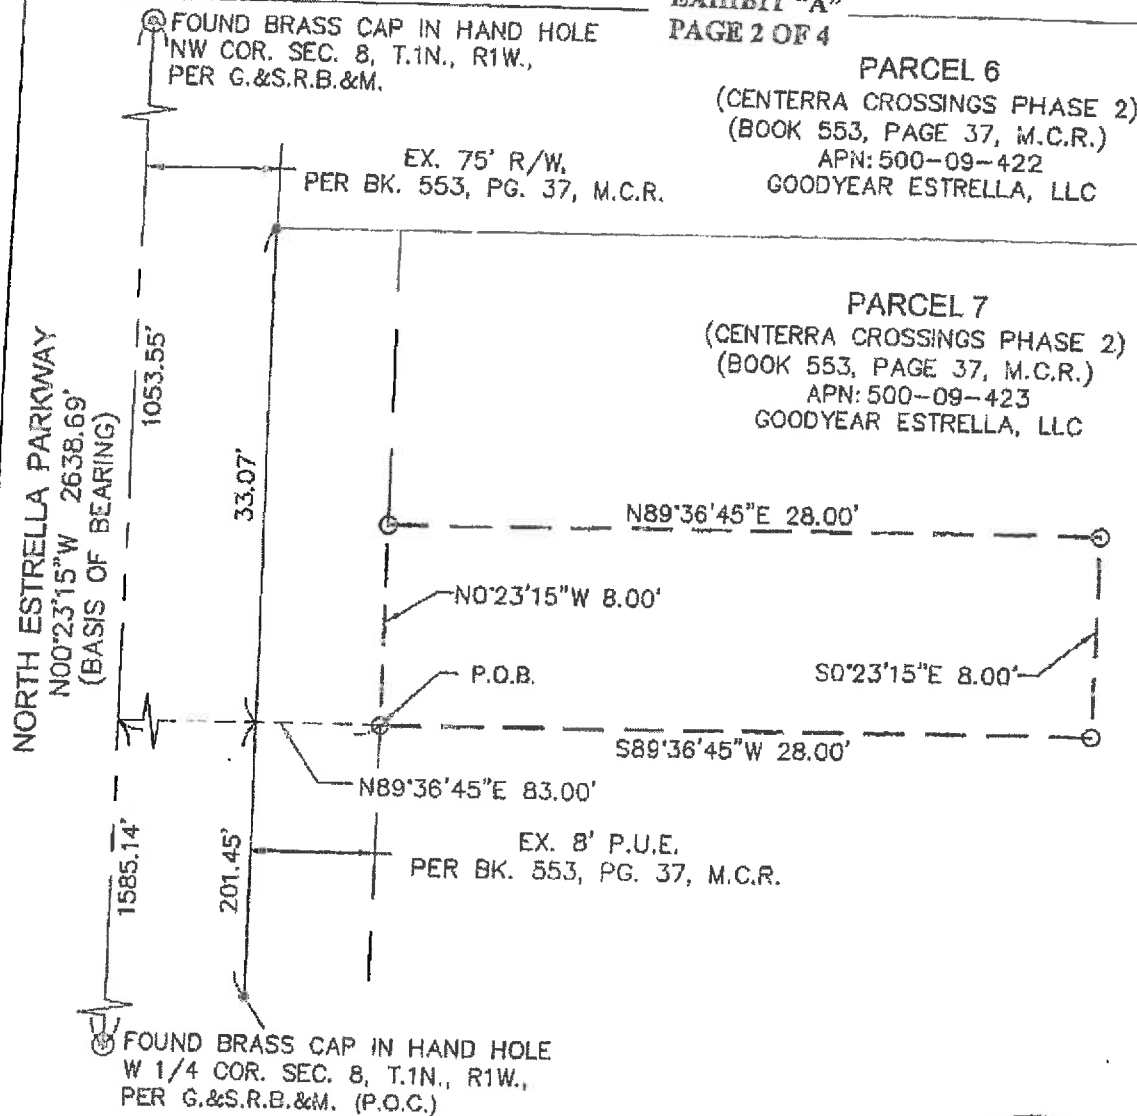 EXHIBIT "A"
PAGE 2 OF 4
FOUND BRASS CAP IN HAND HOLE
NW COR. SEC. 8, T.1N., R1W.,
PER G.&S.R.B.&M.
PARCEL 6
(CENTERRA CROSSINGS PHASE 2)
(BOOK 553, PAGE 37, M.C.R.)
APN: 500-09-422
GOODYEAR ESTRELLA, LLC
EX. 75' R/W,
PER BK. 553, PG. 37, M.C.R.
PARCEL 7
(CENTERRA CROSSINGS PHASE 2)
(BOOK 553, PAGE 37, M.C.R.)
APN: 500-09-423
GOODYEAR ESTRELLA, LLC
NORTH ESTRELLA PARKWAY
N00°23'15"W 2638.69'
(BASIS OF BEARING)
1053.55'
33.07'
N89°36'45"E 28.00'
N0°23'15"W 8.00'
P.O.B.
S0°23'15"E 8.00'
S89°36'45"W 28.00'
N89°36'45"E 83.00'
1585.14'
201.45'
EX. 8' P.U.E.
PER BK. 553, PG. 37, M.C.R.
FOUND BRASS CAP IN HAND HOLE
W 1/4 COR. SEC. 8, T.1N., R1W.,
PER G.&S.R.B.&M. (P.O.C.)